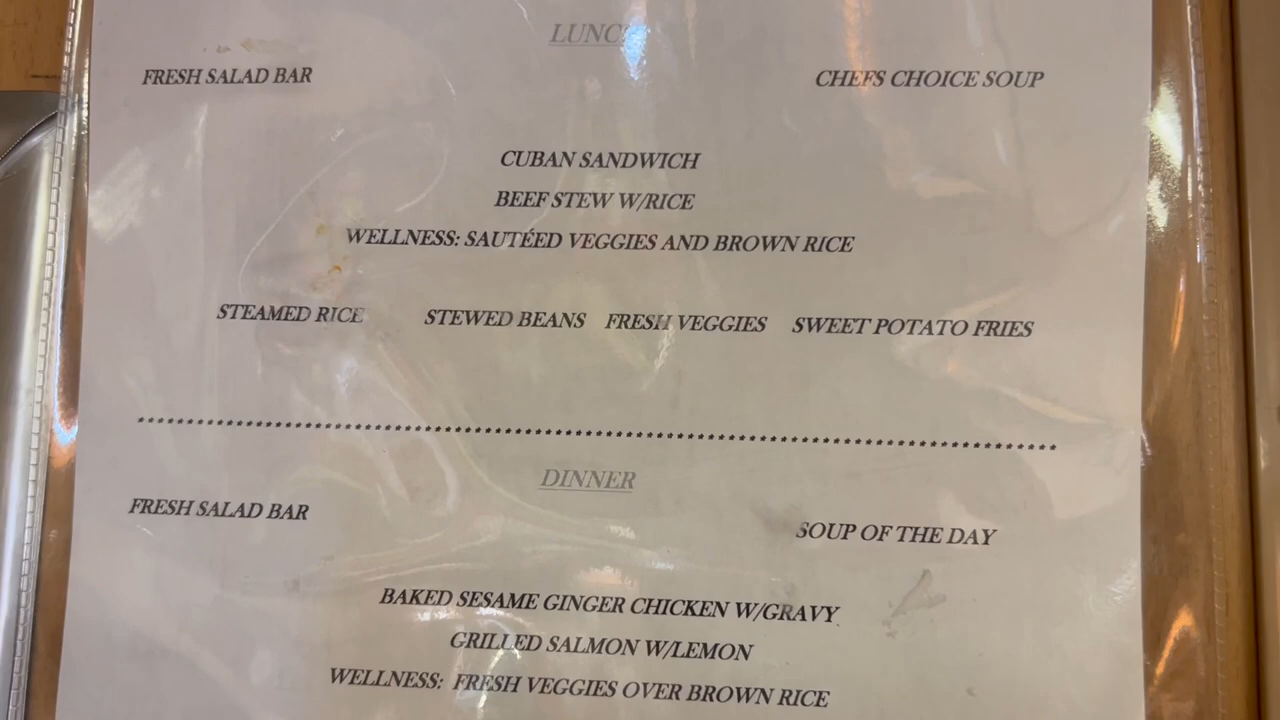 LUNCH
FRESH SALAD BAR CHEFS CHOICE SOUP
CUBAN SANDWICH
BEEF STEW W/RICE
WELLNESS: SAUTÉED VEGGIES AND BROWN RICE
STEAMED RICE STEWED BEANS FRESH VEGGIES SWEET POTATO FRIES
DINNER
FRESH SALAD BAR SOUP OF THE DAY
BAKED SESAME GINGER CHICKEN W/GRAVY
GRILLED SALMON W/LEMON
WELLNESS: FRESH VEGGIES OVER BROWN RICE